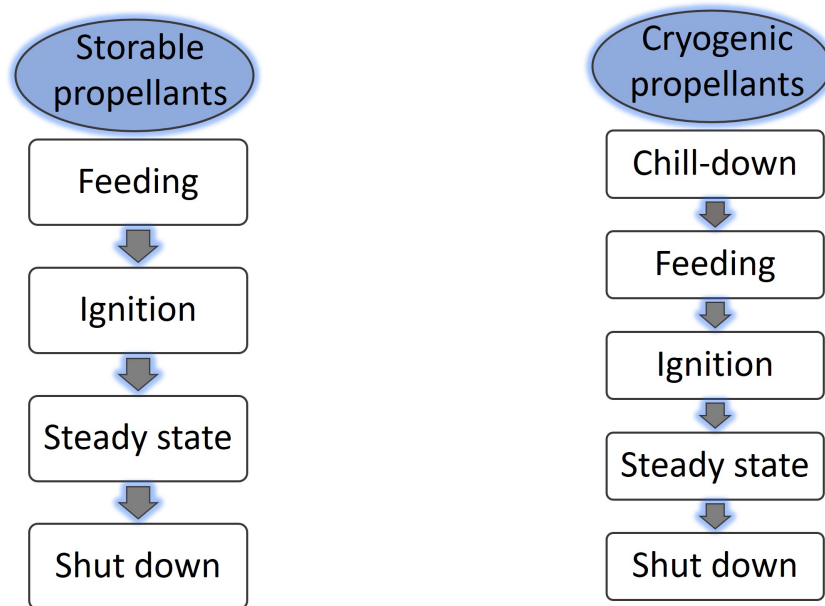 Storable
propellants
Feeding
Ignition
Steady state
Shut down
Cryogenic
propellants
Chill-down
Feeding
Ignition
Steady state
Shut down